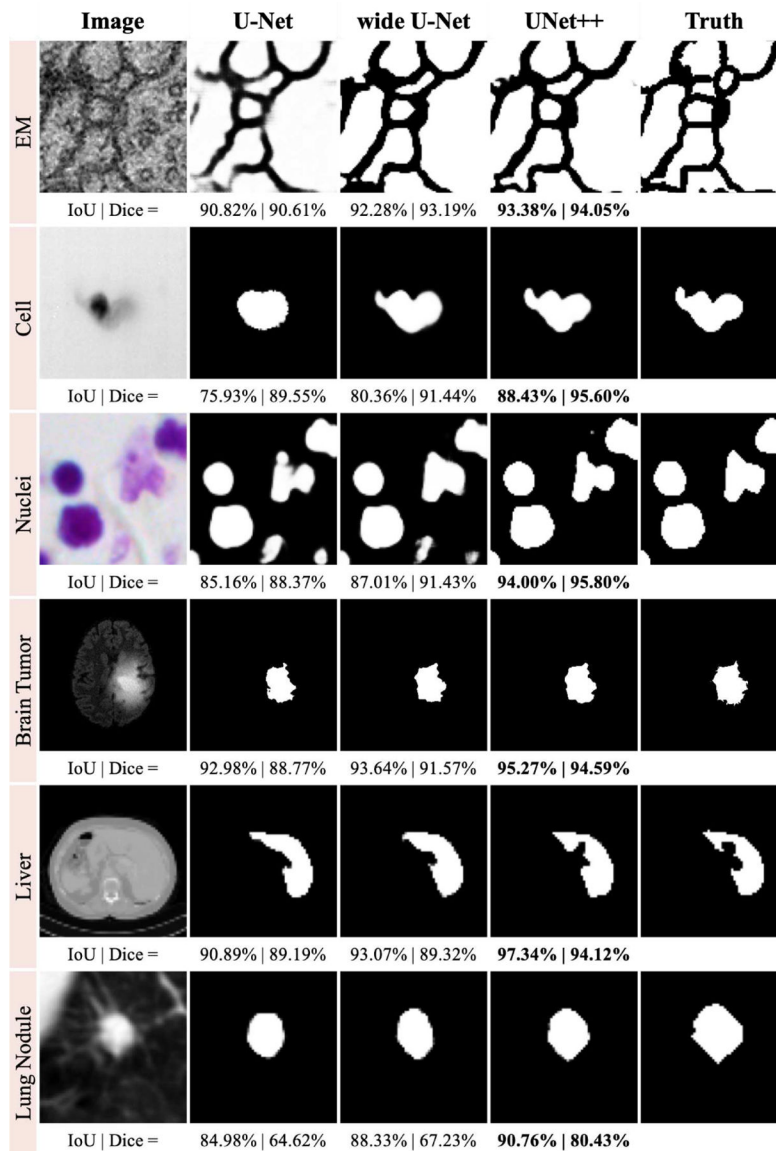 Image U-Net wide U-Net UNet++ Truth
EM
IoU | Dice = 90.82% | 90.61% 92.28% | 93.19% 93.38% | 94.05%
Cell
IoU | Dice = 75.93% | 89.55% 80.36% | 91.44% 88.43% | 95.60%
Nuclei
IoU | Dice = 85.16% | 88.37% 87.01% | 91.43% 94.00% | 95.80%
Brain Tumor
IoU | Dice = 92.98% | 88.77% 93.64% | 91.57% 95.27% | 94.59%
Liver
IoU | Dice = 90.89% | 89.19% 93.07% | 89.32% 97.34% | 94.12%
Lung Nodule
IoU | Dice = 84.98% | 64.62% 88.33% | 67.23% 90.76% | 80.43%